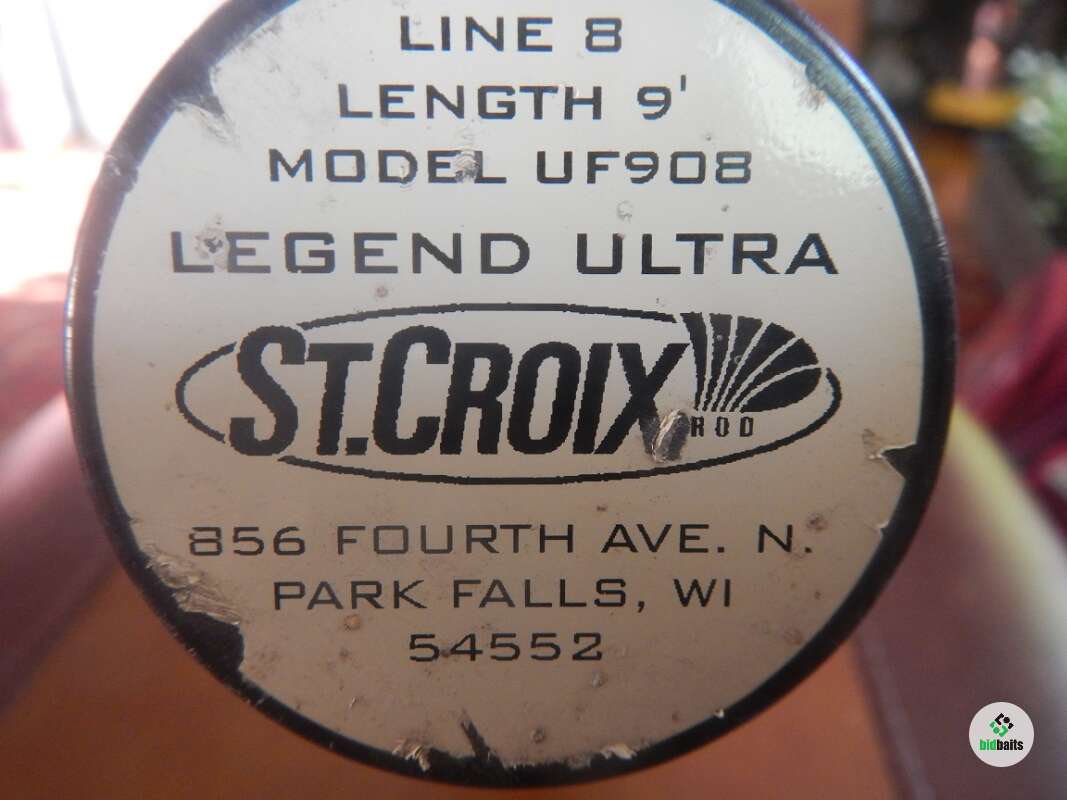 LINE 8
LENGTH 9'
MODEL UF908
LEGEND ULTRA
ST.CROIX
ROD
856 FOURTH AVE. N.
PARK FALLS, WI
54552
bidbaits